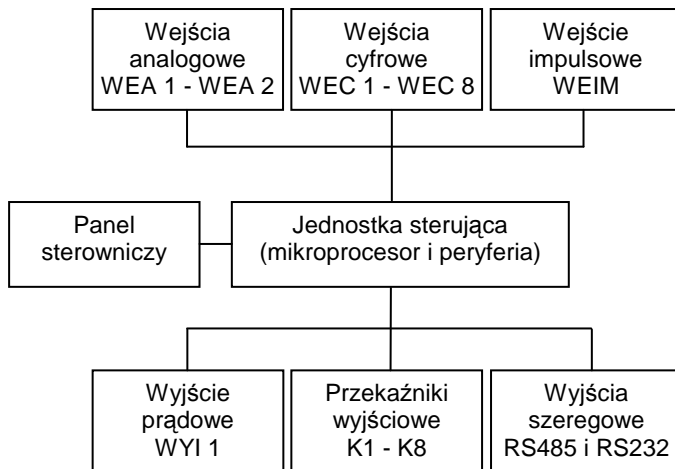 Wejścia
analogowe
WEA 1 - WEA 2
Wejścia
cyfrowe
WEC 1 - WEC 8
Wejście
impulsowe
WEIM
Panel
sterowniczy
Jednostka sterująca
(mikroprocesor i peryferia)
Wyjście
prądowe
WYI 1
Przekaźniki
wyjściowe
K1 - K8
Wyjścia
szeregowe
RS485 i RS232